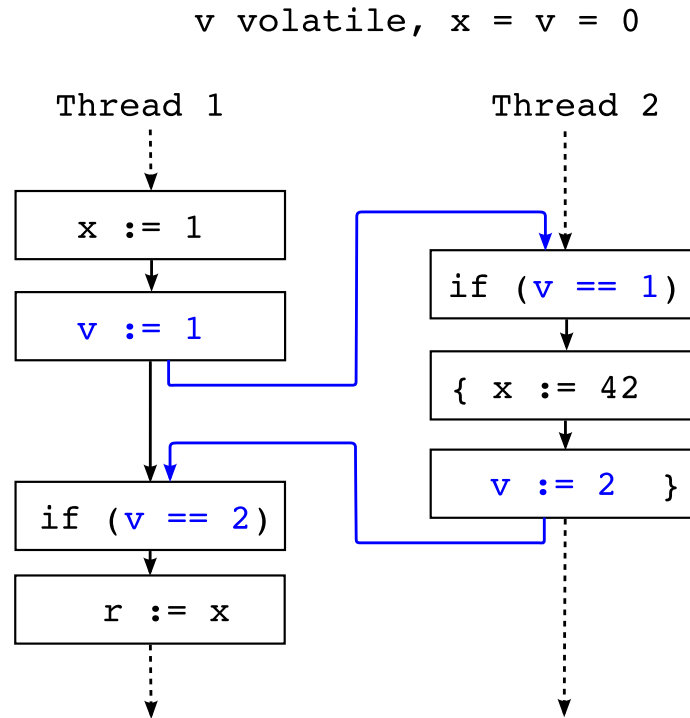 v volatile, x = v = 0
Thread 1
x := 1
v := 1
if (v == 2)
r := x
Thread 2
if (v == 1)
{ x := 42
v := 2 }